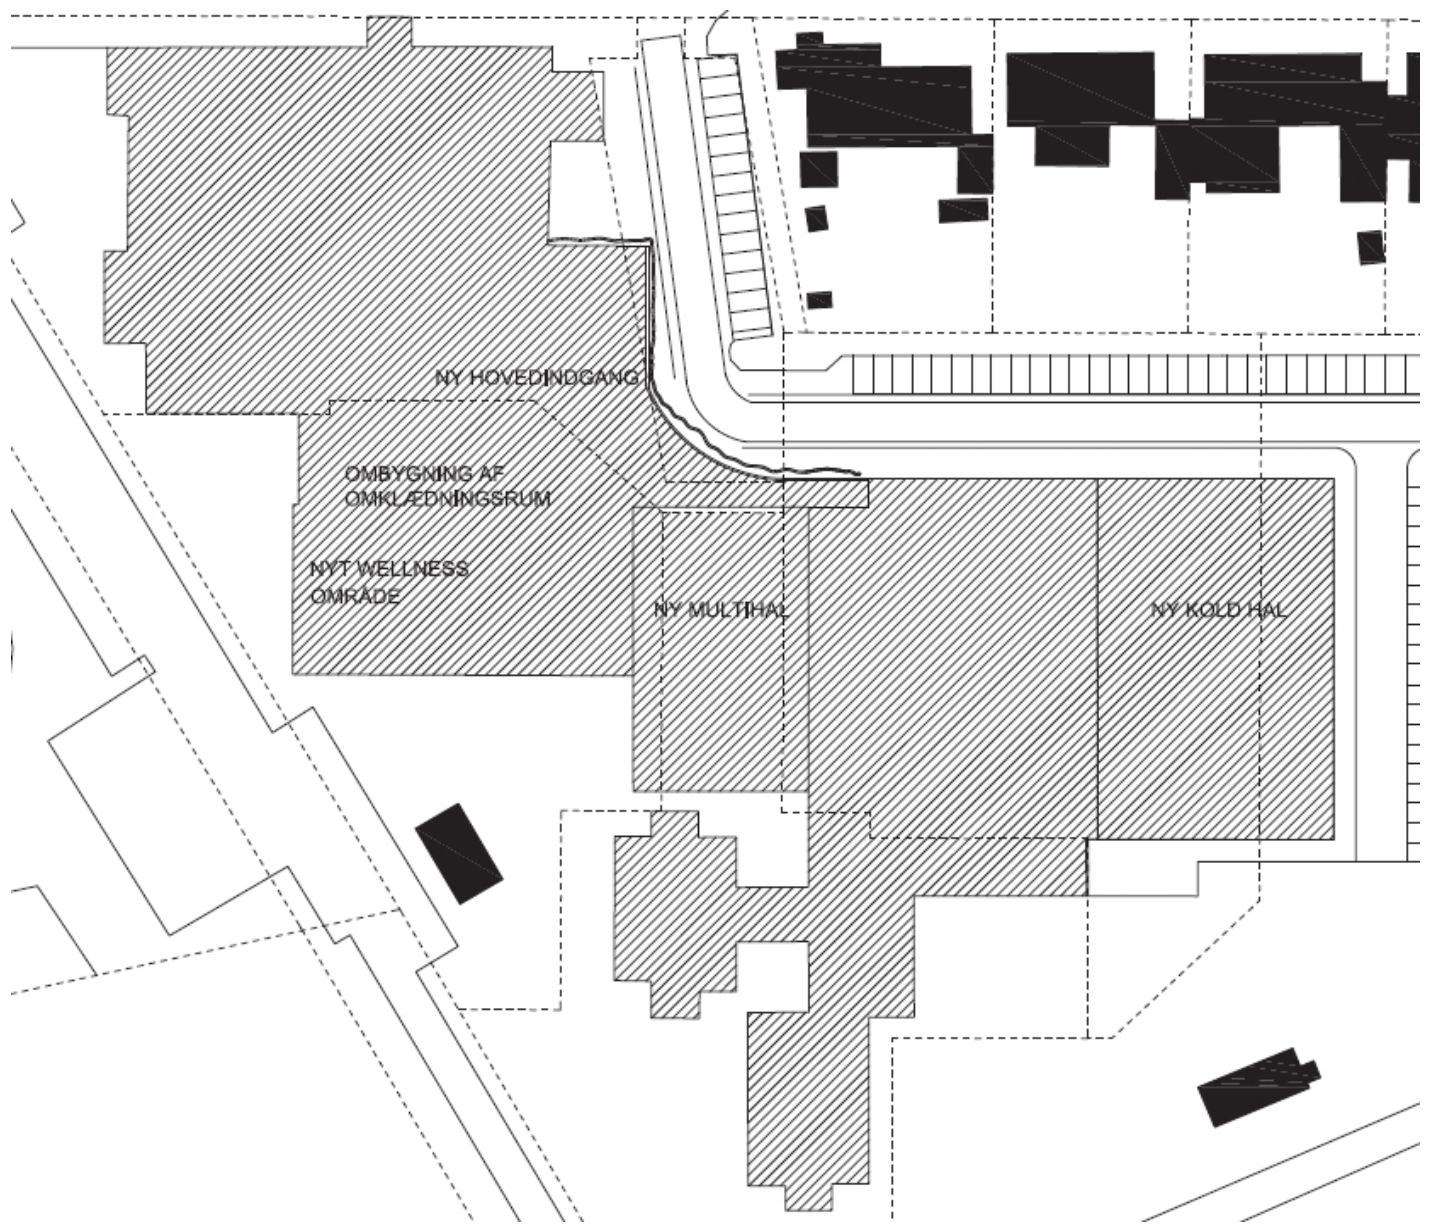 NY HOVEDINDGANG
OMBYGNING AF
OMKLÆDNINGSRUM
NYT WELLNESS
OMRÅDE
NY MULTIHAL
NY KOLD HAL